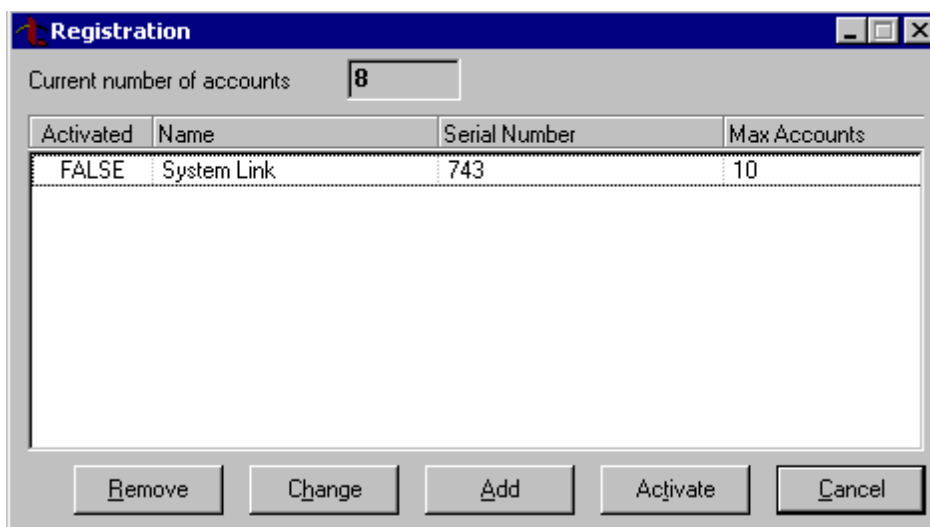 Registration
Current number of accounts 8
Activated Name Serial Number Max Accounts
FALSE System Link 743 10
Remove Change Add Activate Cancel